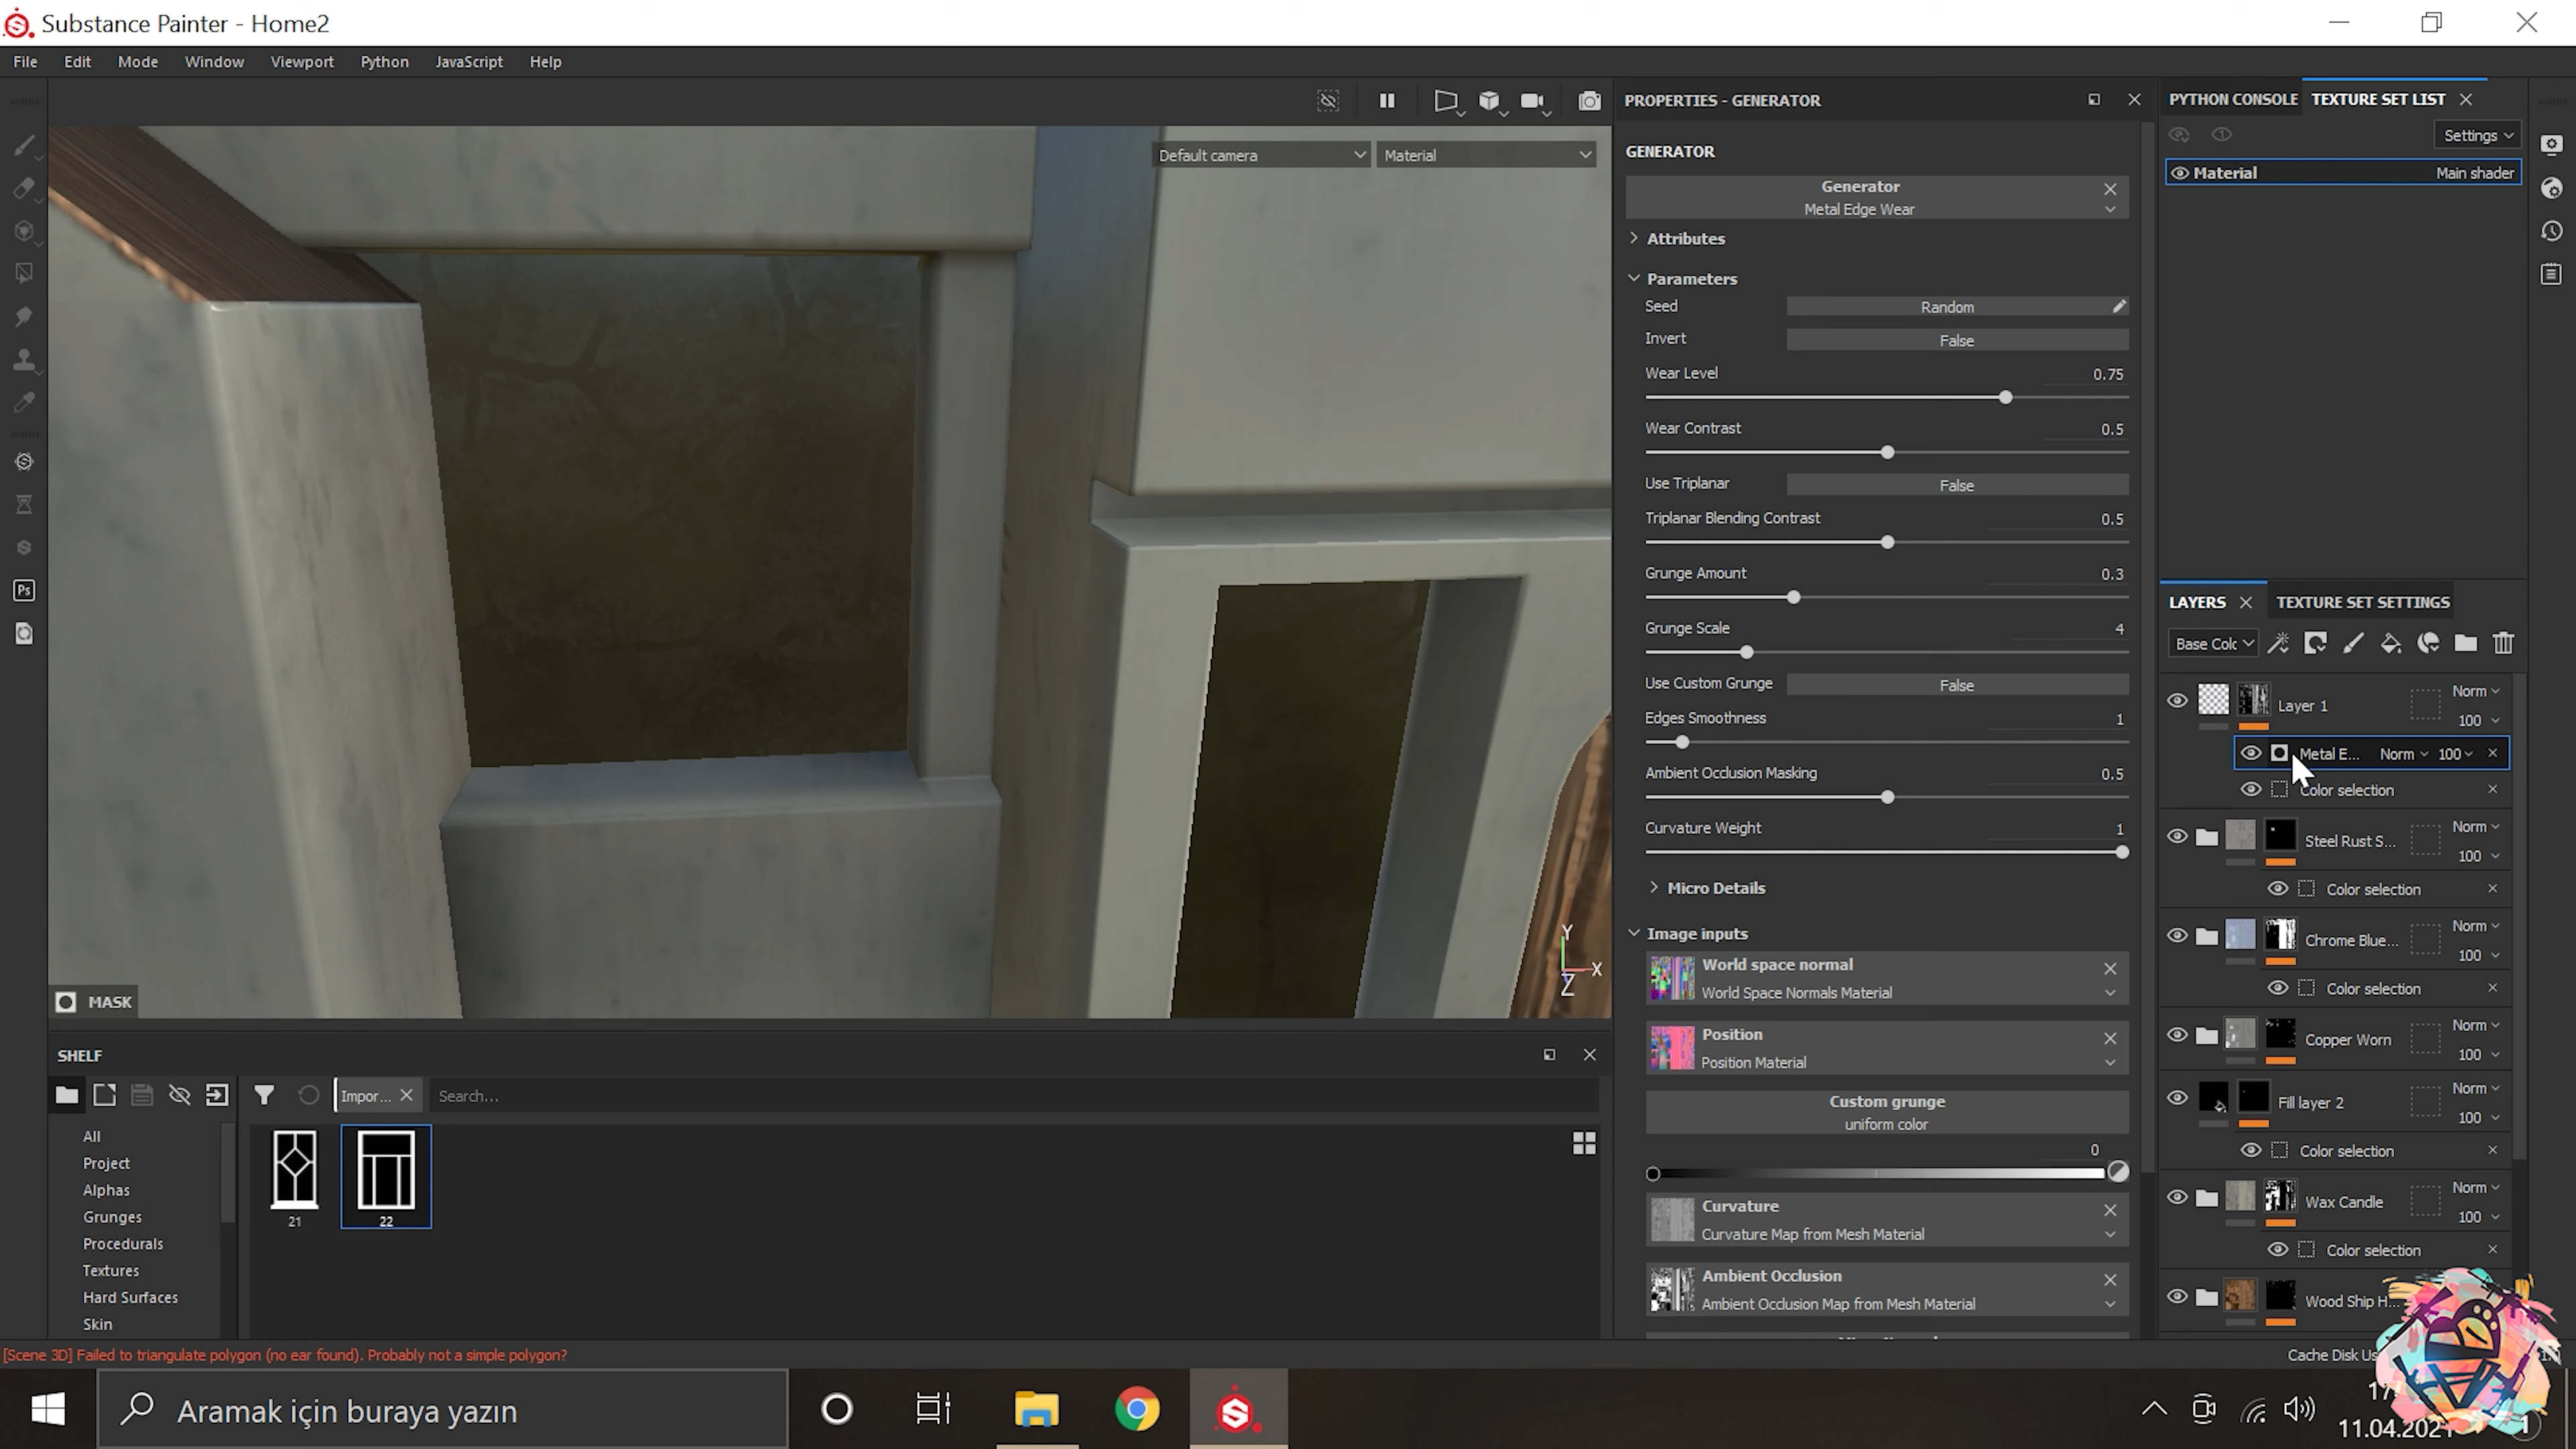 Substance Painter - Home2
File Edit Mode Window Viewport Python JavaScript Help
Default camera
Material
MASK
Y
X
Z
PROPERTIES - GENERATOR
GENERATOR
Generator
Metal Edge Wear
Attributes
Parameters
Seed Random
Invert False
Wear Level 0.75
Wear Contrast 0.5
Use Triplanar False
Triplanar Blending Contrast 0.5
Grunge Amount 0.3
Grunge Scale 4
Use Custom Grunge False
Edges Smoothness 1
Ambient Occlusion Masking 0.5
Curvature Weight 1
Micro Details
Image inputs
World space normal
World Space Normals Material
Position
Position Material
Custom grunge
uniform color
0
Curvature
Curvature Map from Mesh Material
Ambient Occlusion
Ambient Occlusion Map from Mesh Material
PYTHON CONSOLE TEXTURE SET LIST
Settings
Material Main shader
LAYERS TEXTURE SET SETTINGS
Base Colc
Layer 1 Norm
100
Metal E... Norm 100
Color selection
Steel Rust S... Norm
100
Color selection
Chrome Blue... Norm
100
Color selection
Copper Worn Norm
100
Fill layer 2 Norm
100
Color selection
Wax Candle Norm
100
Color selection
Wood Ship H...
SHELF
Impor... Search...
All
Project
Alphas
Grunges
Procedurals
Textures
Hard Surfaces
Skin
21
22
Ps
[Scene 3D] Failed to triangulate polygon (no ear found). Probably not a simple polygon?
Cache Disk
Aramak için buraya yazın